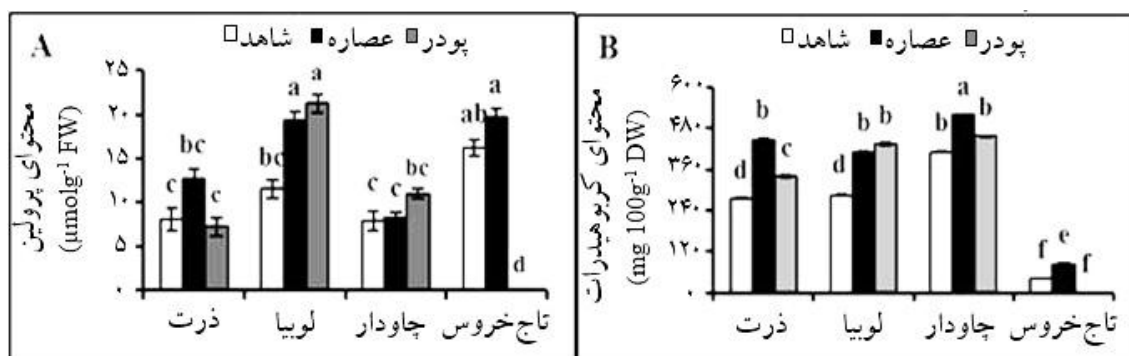 A
شاهد عصاره پودر
محتوای پرولین
(µmolg-1 FW)
۲۵
۲۰
۱۵
۱۰
۵
۰
c bc c
bc a a
c c bc
ab a d
ذرت لوبیا چاودار تاج‌خروس
B
شاهد عصاره پودر
محتوای کربوهیدرات
(mg 100g-1 DW)
۶۰۰
۴۸۰
۳۶۰
۲۴۰
۱۲۰
۰
d b c
d b b
b a b
f e f
ذرت لوبیا چاودار تاج‌خروس